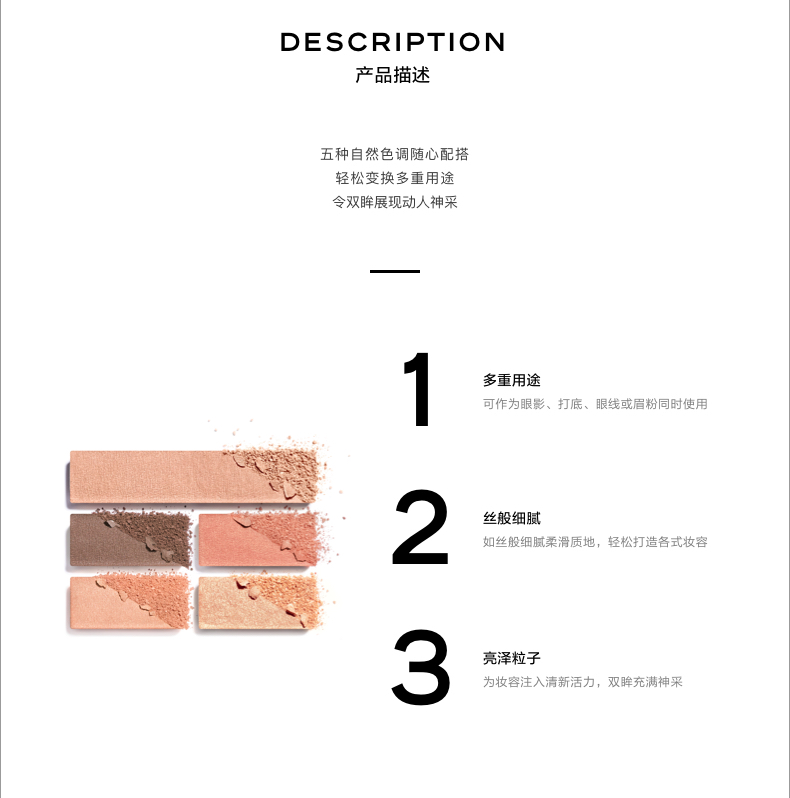 DESCRIPTION
产品描述
五种自然色调随心配搭
轻松变换多重用途
令双眸展现动人神采
1
多重用途
可作为眼影、打底、眼线或眉粉同时使用
2
丝般细腻
如丝般细腻柔滑质地，轻松打造各式妆容
3
亮泽粒子
为妆容注入清新活力，双眸充满神采